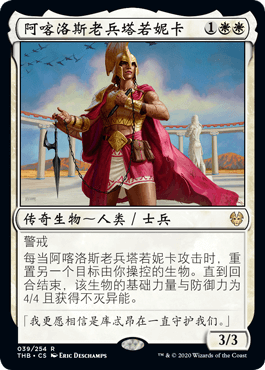 阿喀洛斯老兵塔若妮卡 1
传奇生物～人类／士兵
警戒
每当阿喀洛斯老兵塔若妮卡攻击时，重
置另一个目标由你操控的生物。直到回
合结束，该生物的基础力量与防御力为
4/4 且获得不灭异能。
「我更愿相信是库忒昂在一直守护我们。」
3/3
039/254 R
THB • CS ERIC DESCHAMPS
™ & © 2020 Wizards of the Coast